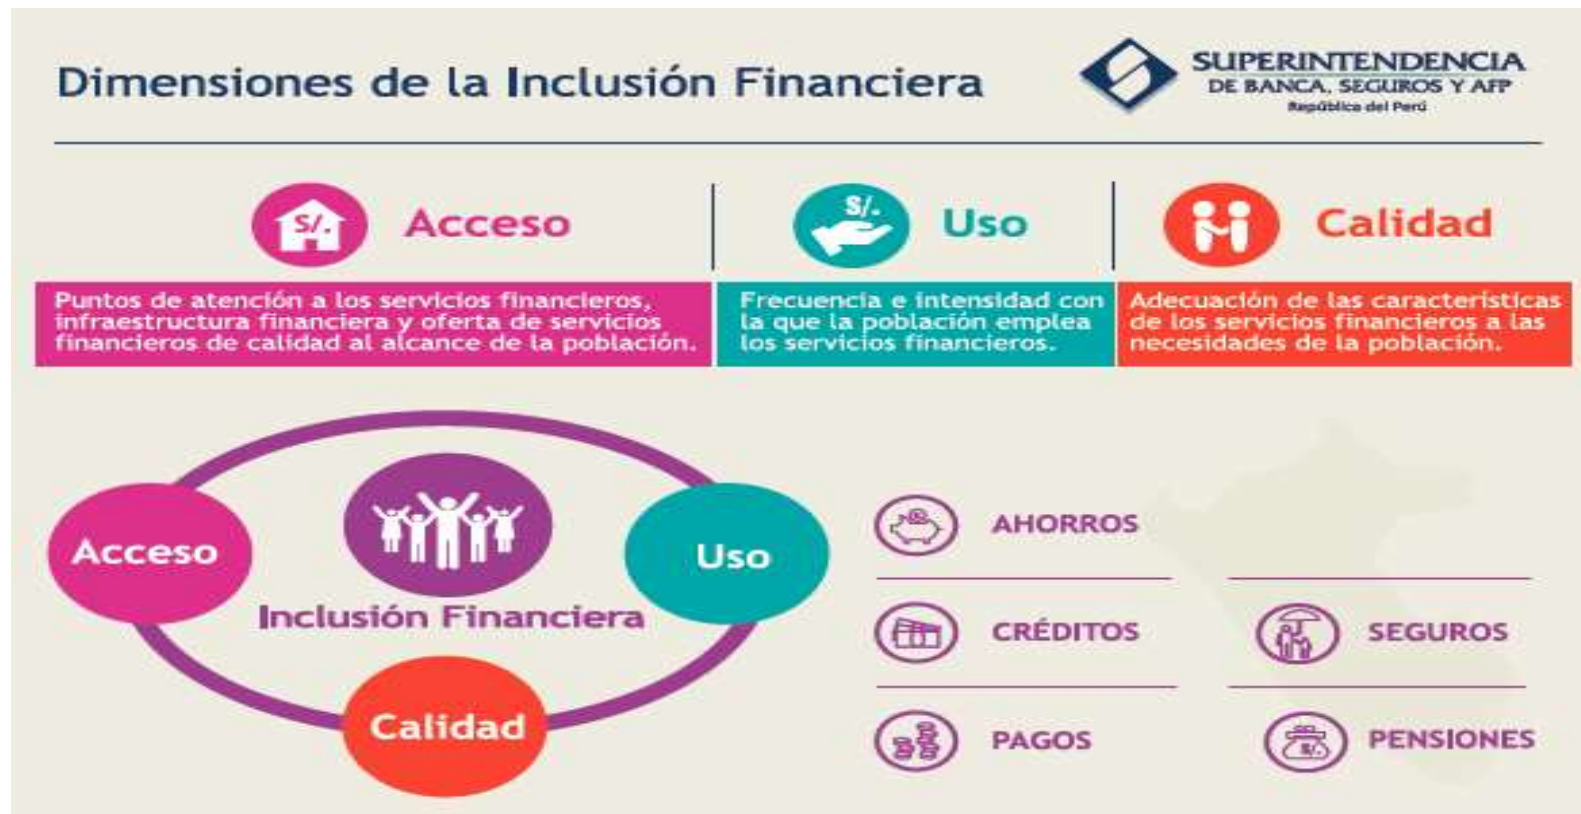 Dimensiones de la Inclusión Financiera
SUPERINTENDENCIA
DE BANCA, SEGUROS Y AFP
República del Perú
S/.
Acceso
S/.
Uso
Calidad
Puntos de atención a los servicios financieros,
infraestructura financiera y oferta de servicios
financieros de calidad al alcance de la población.
Frecuencia e intensidad con
la que la población emplea
los servicios financieros.
Adecuación de las características
de los servicios financieros a las
necesidades de la población.
Acceso
Uso
Inclusión Financiera
Calidad
AHORROS
CRÉDITOS
SEGUROS
PAGOS
S/.
PENSIONES